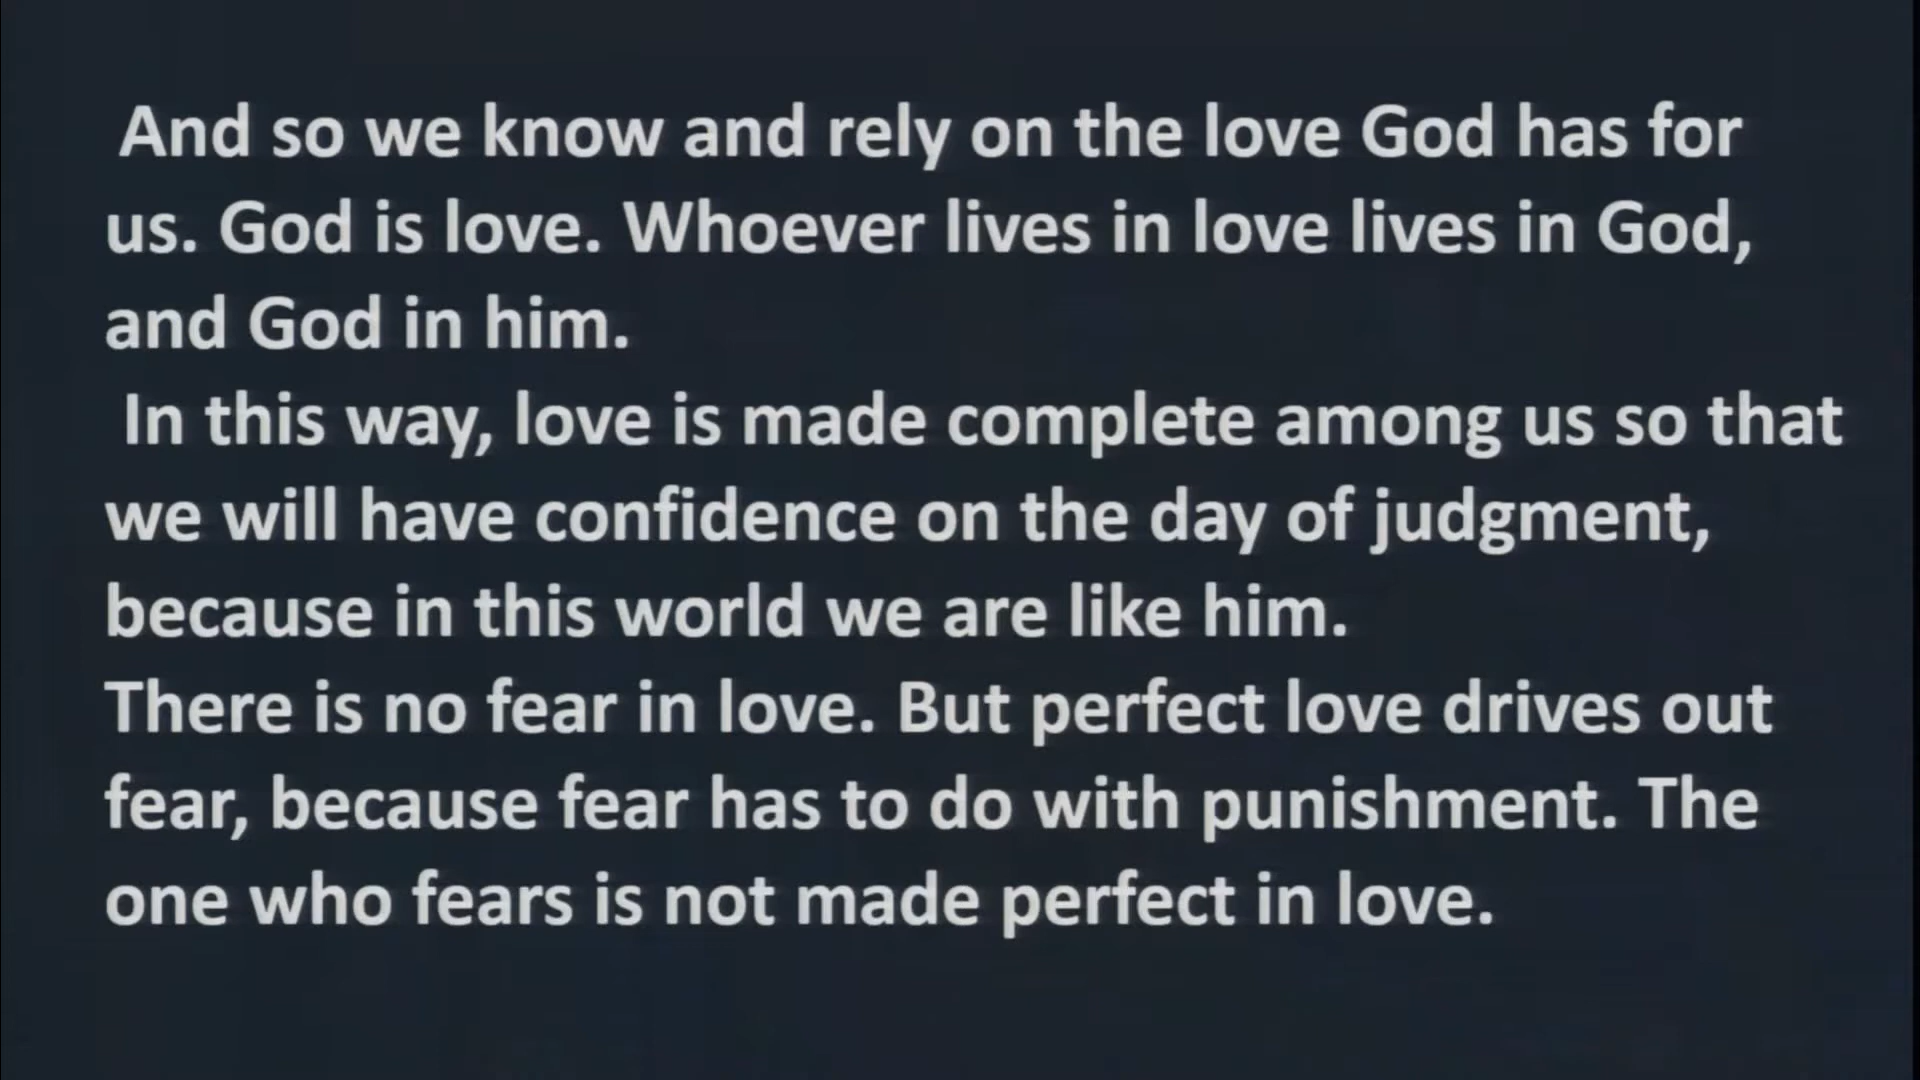 And so we know and rely on the love God has for
us. God is love. Whoever lives in love lives in God,
and God in him.
In this way, love is made complete among us so that
we will have confidence on the day of judgment,
because in this world we are like him.
There is no fear in love. But perfect love drives out
fear, because fear has to do with punishment. The
one who fears is not made perfect in love.